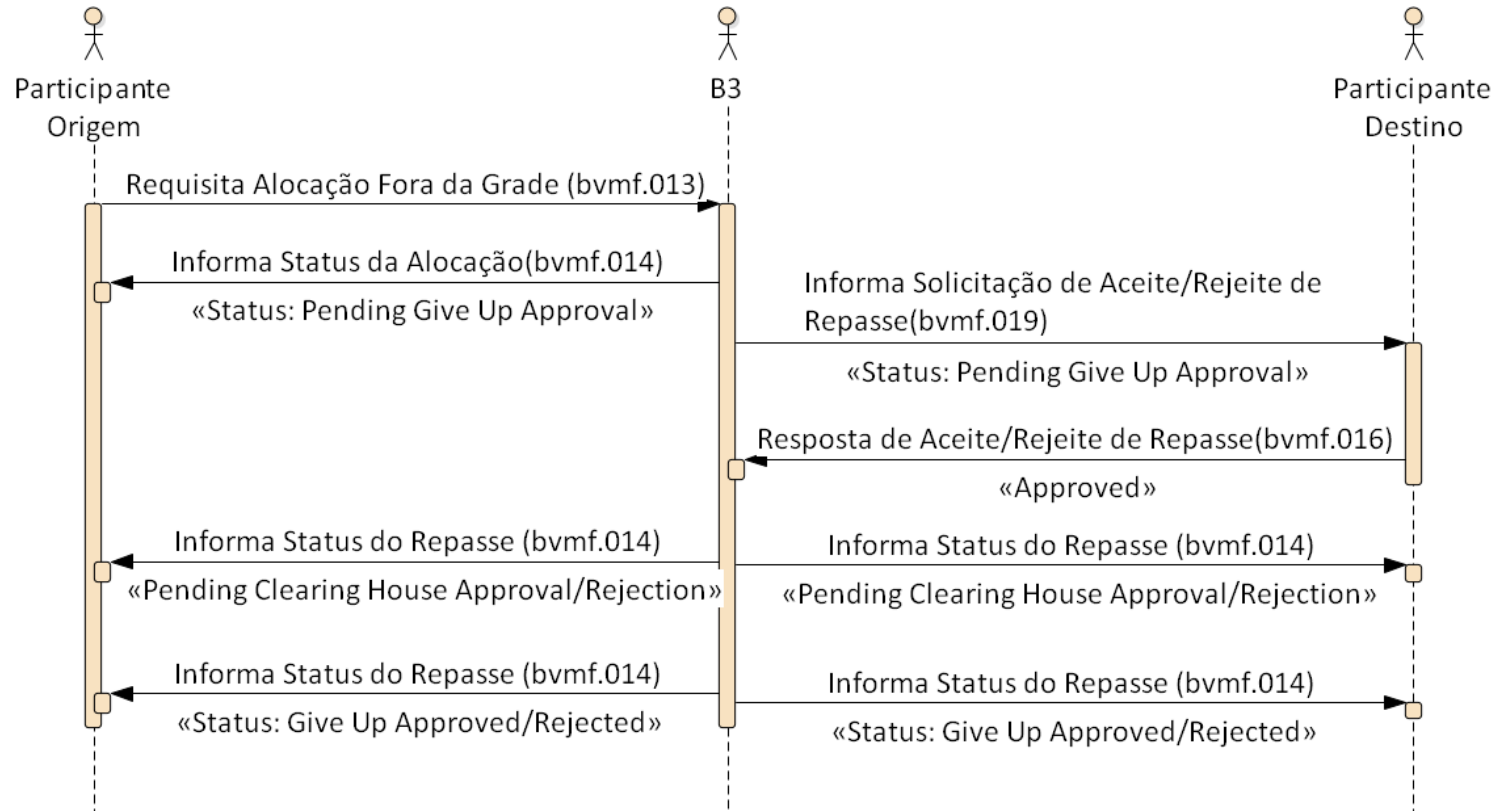 Participante
Origem
B3
Participante
Destino
Requisita Alocação Fora da Grade (bvmf.013)
Informa Status da Alocação(bvmf.014)
«Status: Pending Give Up Approval»
Informa Solicitação de Aceite/Rejeite de
Repasse(bvmf.019)
«Status: Pending Give Up Approval»
Resposta de Aceite/Rejeite de Repasse(bvmf.016)
«Approved»
Informa Status do Repasse (bvmf.014)
«Pending Clearing House Approval/Rejection»
Informa Status do Repasse (bvmf.014)
«Pending Clearing House Approval/Rejection»
Informa Status do Repasse (bvmf.014)
«Status: Give Up Approved/Rejected»
Informa Status do Repasse (bvmf.014)
«Status: Give Up Approved/Rejected»